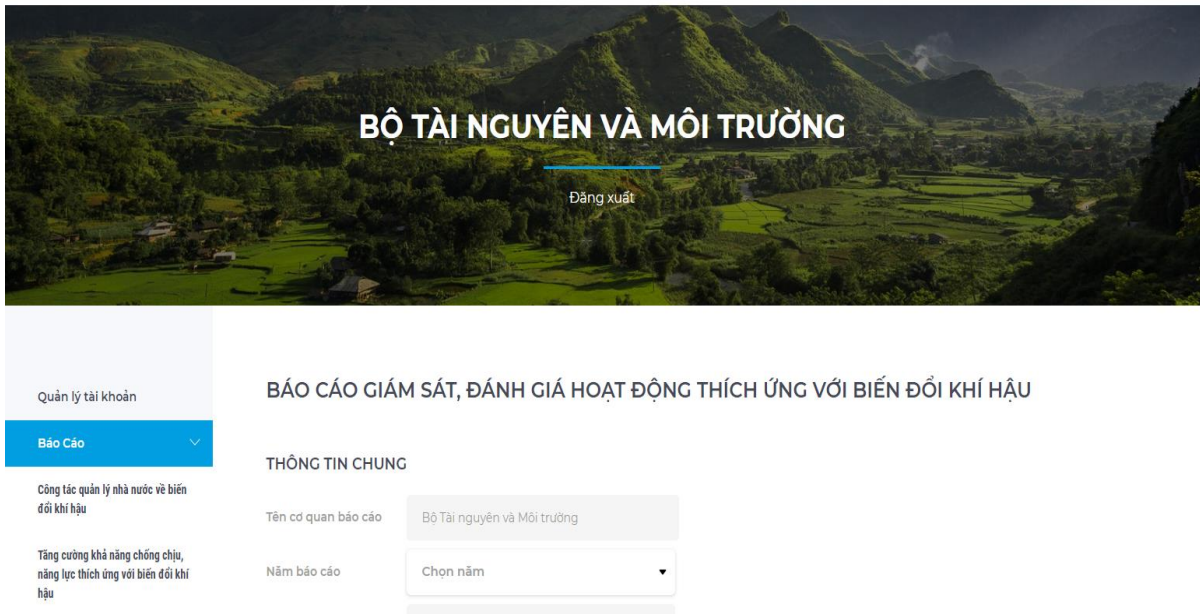 BỘ TÀI NGUYÊN VÀ MÔI TRƯỜNG
Đăng xuất
Quản lý tài khoản
Báo Cáo
Công tác quản lý nhà nước về biến
đổi khí hậu
Tăng cường khả năng chống chịu,
năng lực thích ứng với biến đổi khí
hậu
BÁO CÁO GIÁM SÁT, ĐÁNH GIÁ HOẠT ĐỘNG THÍCH ỨNG VỚI BIẾN ĐỔI KHÍ HẬU
THÔNG TIN CHUNG
Tên cơ quan báo cáo
Bộ Tài nguyên và Môi trường
Năm báo cáo
Chọn năm